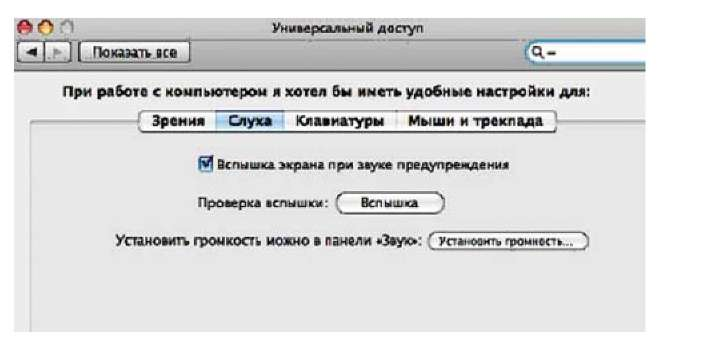 Универсальный доступ
Показать все
При работе с компьютером я хотел бы иметь удобные настройки для:
Зрения Слуха Клавиатуры Мыши и трекпада
Вспышка экрана при звуке предупреждения
Проверка вспышки: Вспышка
Установить громкость можно в панели «Звук»: Установить громкость...